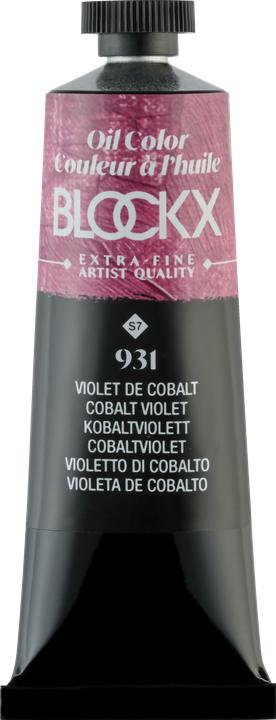 Oil Color
Couleur à l'huile
BLOCKX
EXTRA-FINE
ARTIST QUALITY
S7
931
VIOLET DE COBALT
COBALT VIOLET
KOBALTVIOLETT
COBALTVIOLET
VIOLETTO DI COBALTO
VIOLETA DE COBALTO